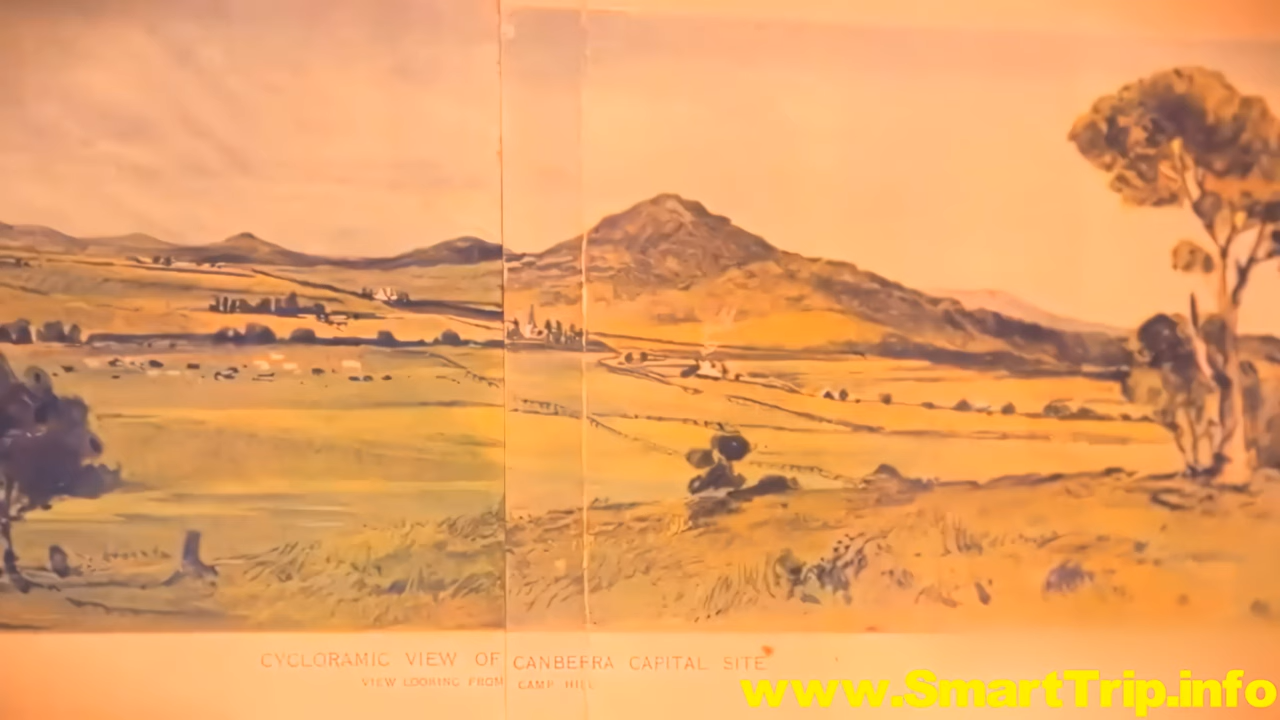 CYCLORAMIC VIEW OF CANBERRA CAPITAL SITE
VIEW LOOKING FROM CAMP HILL
www.SmartTrip.info